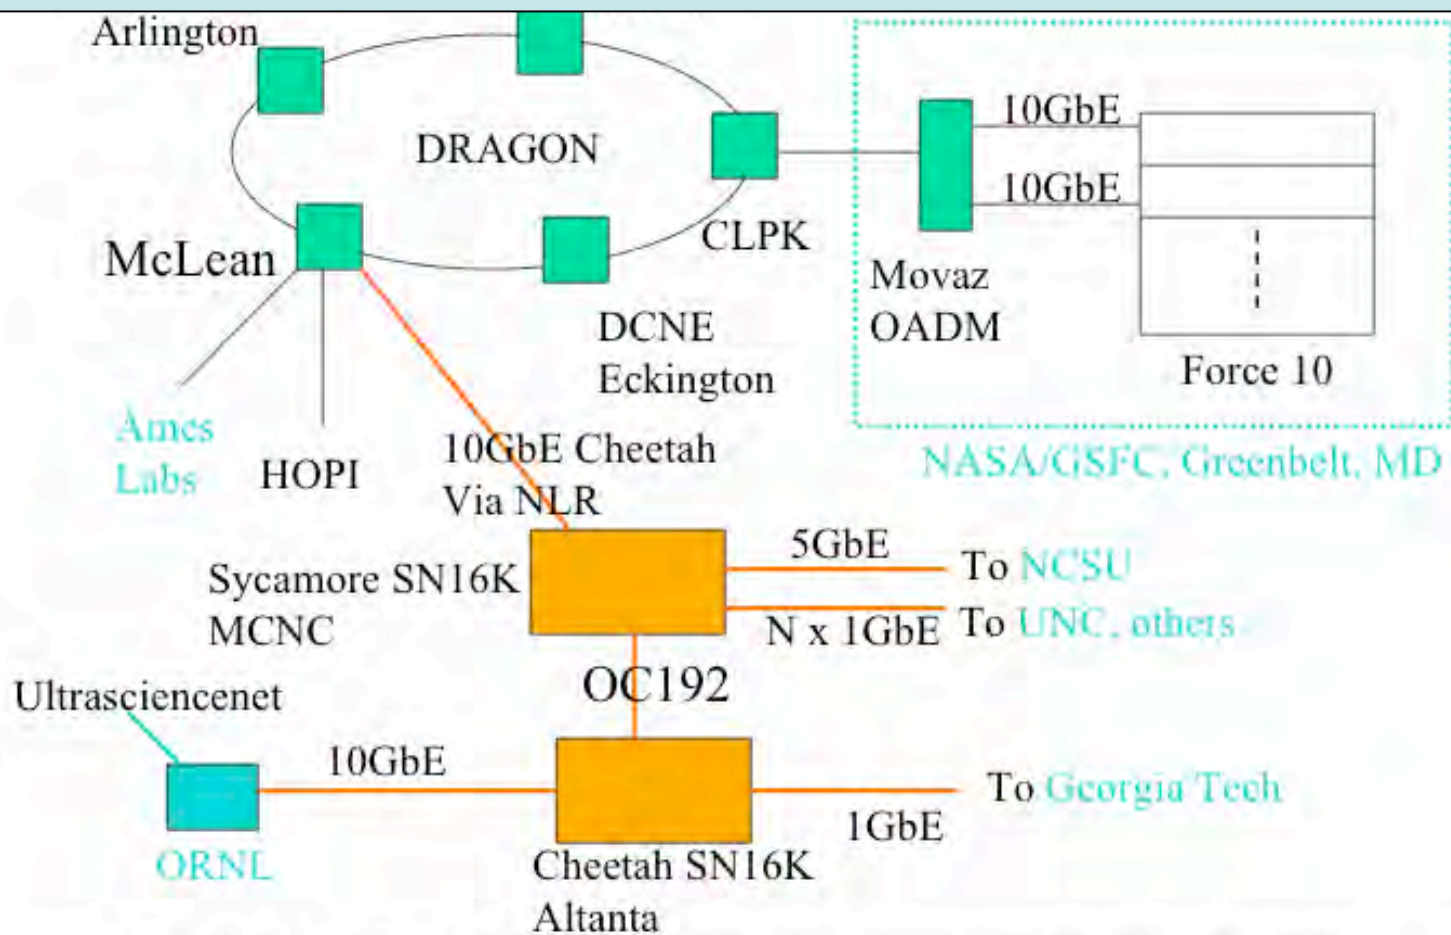 Arlington
DRAGON
10GbE
10GbE
CLPK
McLean
Movaz
OADM
DCNE
Eckington
Force 10
Ames
Labs
HOPI
10GbE Cheetah
Via NLR
NASA/GSFC, Greenbelt, MD
Sycamore SN16K
MCNC
5GbE
To NCSU
N x 1GbE
To UNC, others
OC192
Ultrasciencenet
10GbE
To Georgia Tech
1GbE
ORNL
Cheetah SN16K
Altanta